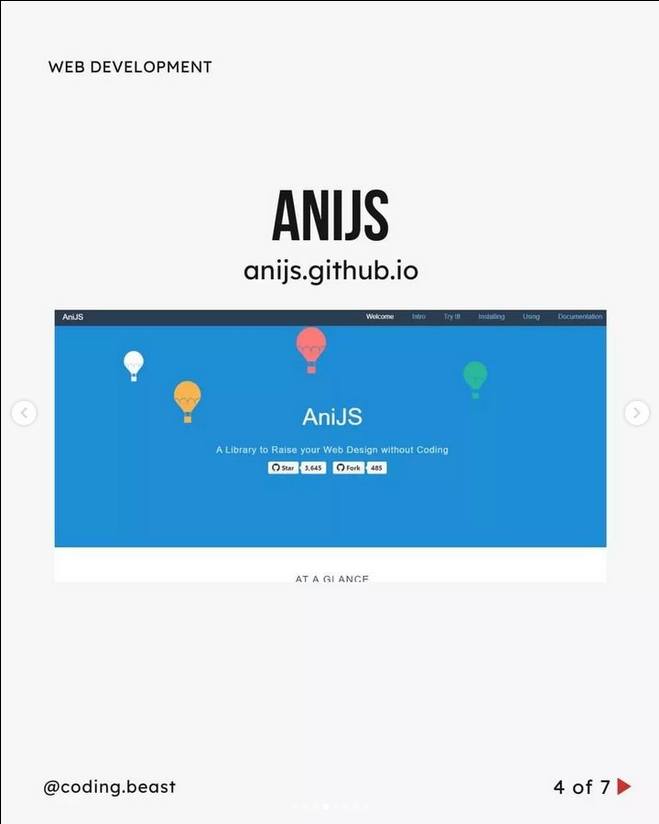 WEB DEVELOPMENT
ANIJS
anijs.github.io
AniJS Welcome Intro Try It! Installing Using Documentation
AniJS
A Library to Raise your Web Design without Coding
Star 3,645 Fork 485
AT A GLANCE
@coding.beast 4 of 7